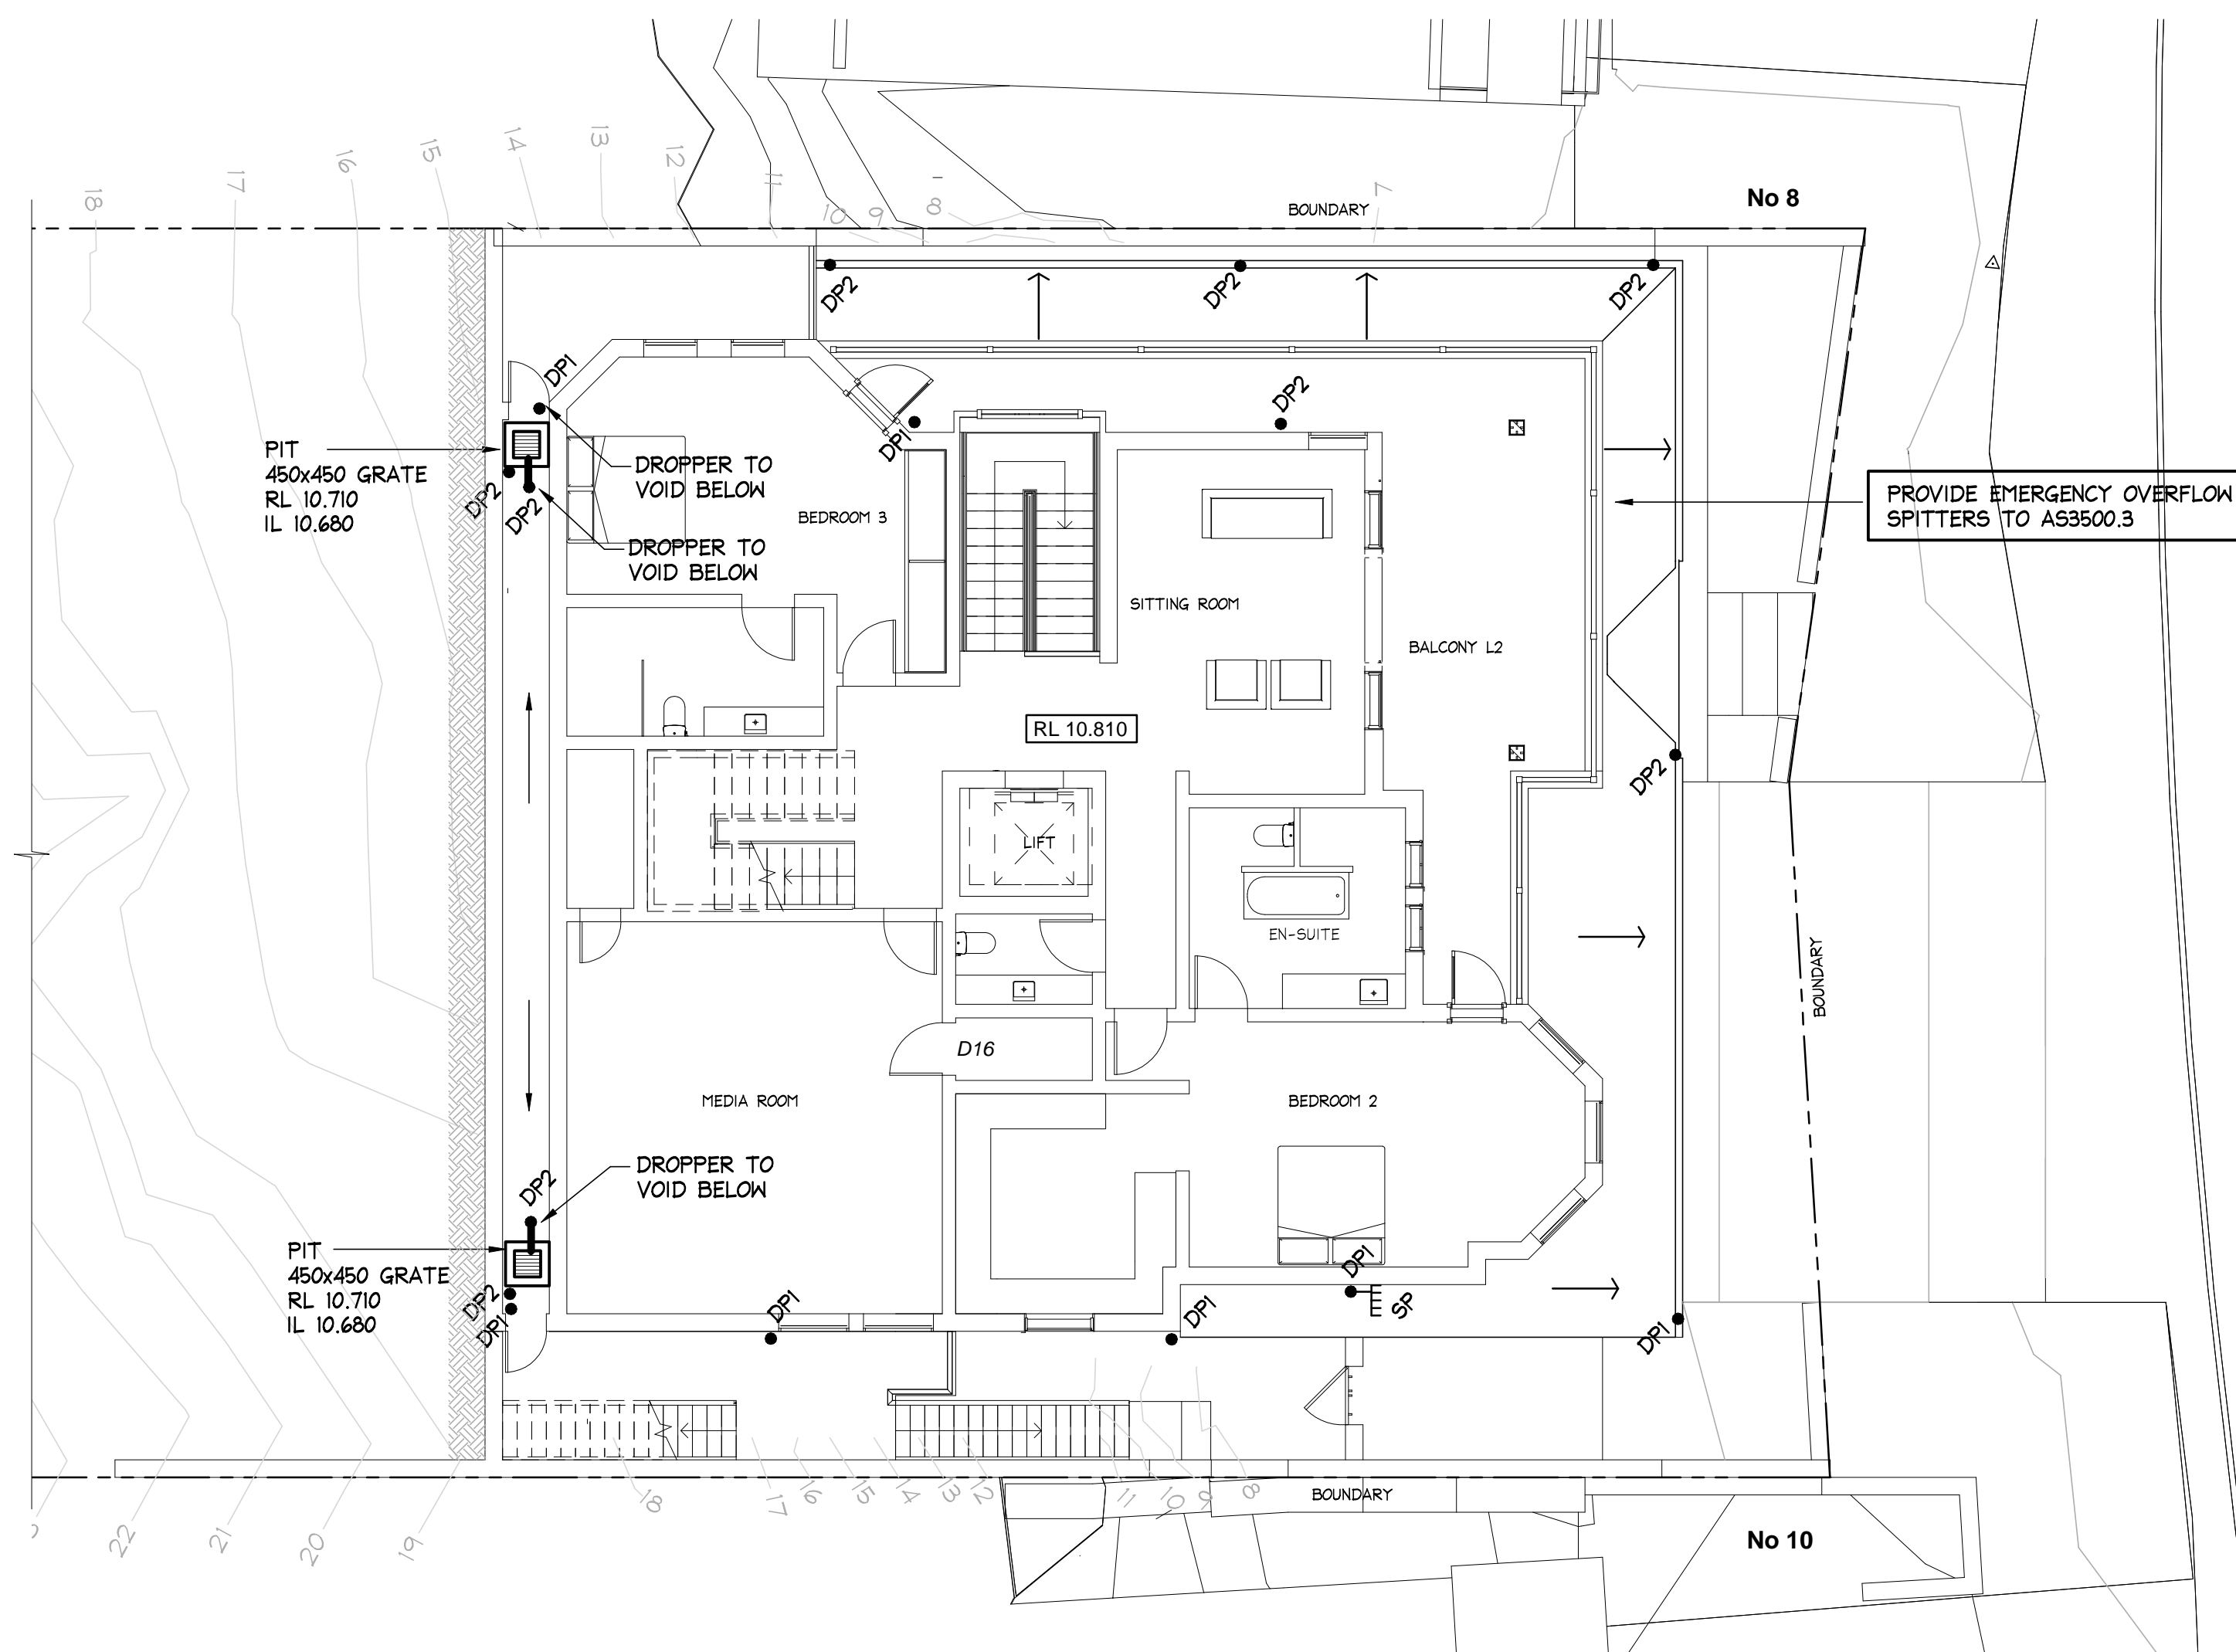 No 8
BOUNDARY
18
17
16
15
14
13
12
11
10
9
8
7
DP2
DP2
DP2
DP1
DP1
DP2
PIT
450x450 GRATE
RL 10.710
IL 10.680
DP2
DP2
DROPPER TO
VOID BELOW
DROPPER TO
VOID BELOW
BEDROOM 3
PROVIDE EMERGENCY OVERFLOW
SPITTERS TO AS3500.3
SITTING ROOM
BALCONY L2
RL 10.810
DP2
LIFT
EN-SUITE
BOUNDARY
D16
MEDIA ROOM
BEDROOM 2
DROPPER TO
VOID BELOW
DP2
PIT
450x450 GRATE
RL 10.710
IL 10.680
DP2
DP1
DP1
DP1
DP1
SP
DP1
22
21
20
19
18
17
16
15
14
13
12
11
10
9
8
BOUNDARY
No 10